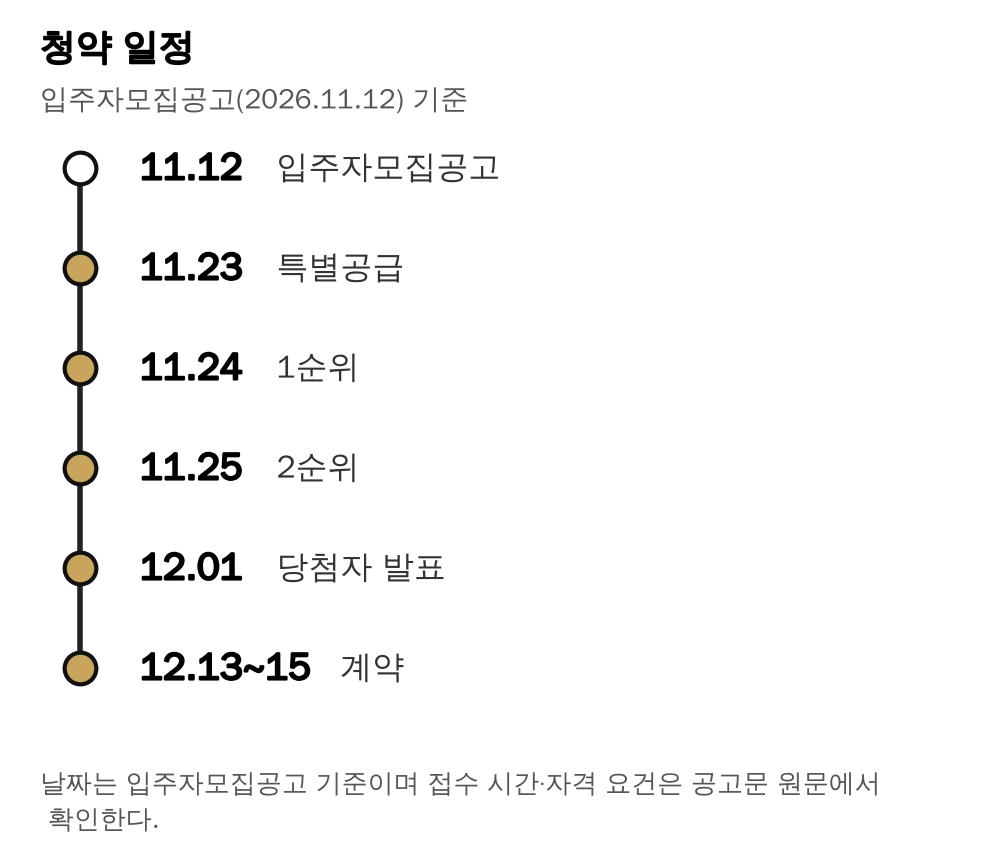 청약 일정
입주자모집공고(2026.11.12) 기준
11.12 입주자모집공고
11.23 특별공급
11.24 1순위
11.25 2순위
12.01 당첨자 발표
12.13~15 계약
날짜는 입주자모집공고 기준이며 접수 시간·자격 요건은 공고문 원문에서
확인한다.